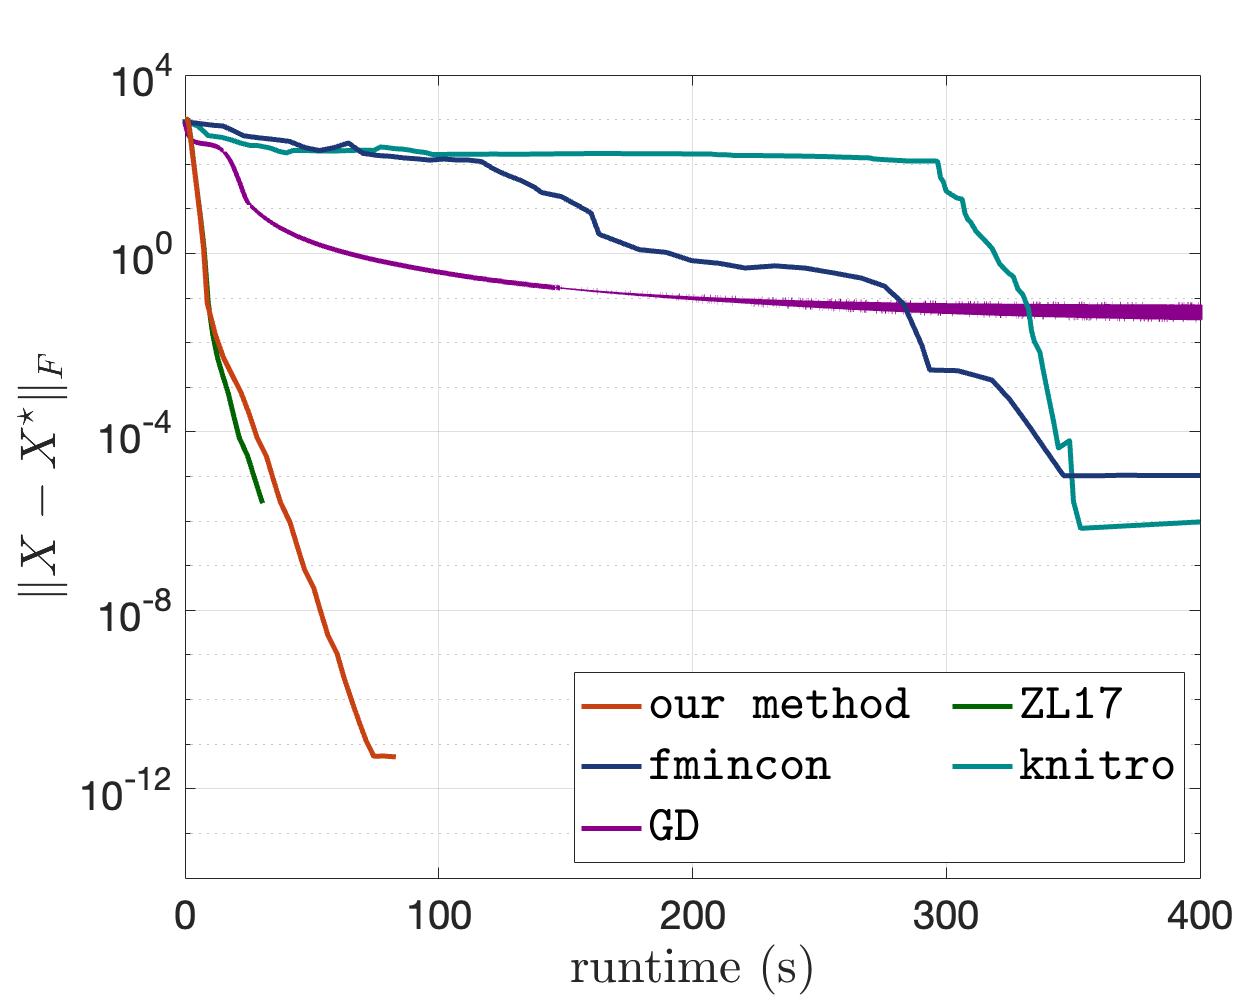 10^4
10^0
10^-4
10^-8
10^-12
‖X − X⋆‖_F
0 100 200 300 400
runtime (s)
our method ZL17
fmincon knitro
GD